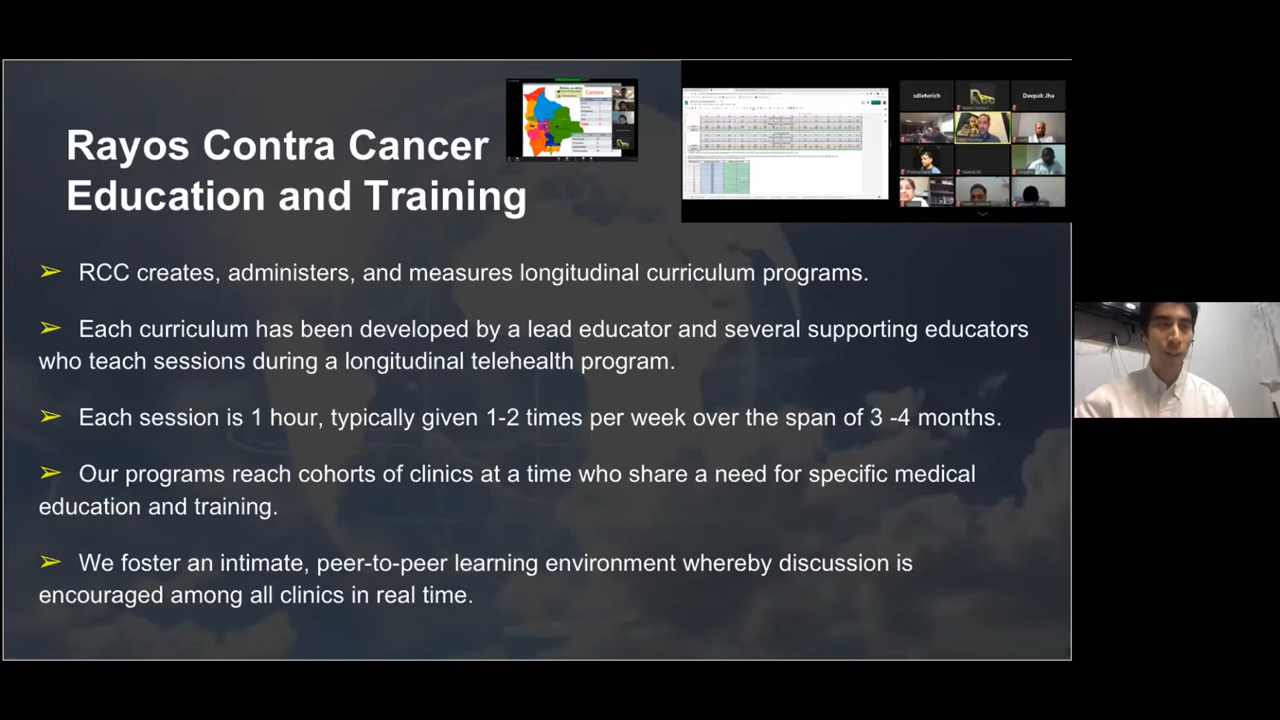 Rayos Contra Cancer
Education and Training
Centers
sdieterich
Deepak Jha
➢ RCC creates, administers, and measures longitudinal curriculum programs.
➢ Each curriculum has been developed by a lead educator and several supporting educators
who teach sessions during a longitudinal telehealth program.
➢ Each session is 1 hour, typically given 1-2 times per week over the span of 3 -4 months.
➢ Our programs reach cohorts of clinics at a time who share a need for specific medical
education and training.
➢ We foster an intimate, peer-to-peer learning environment whereby discussion is
encouraged among all clinics in real time.